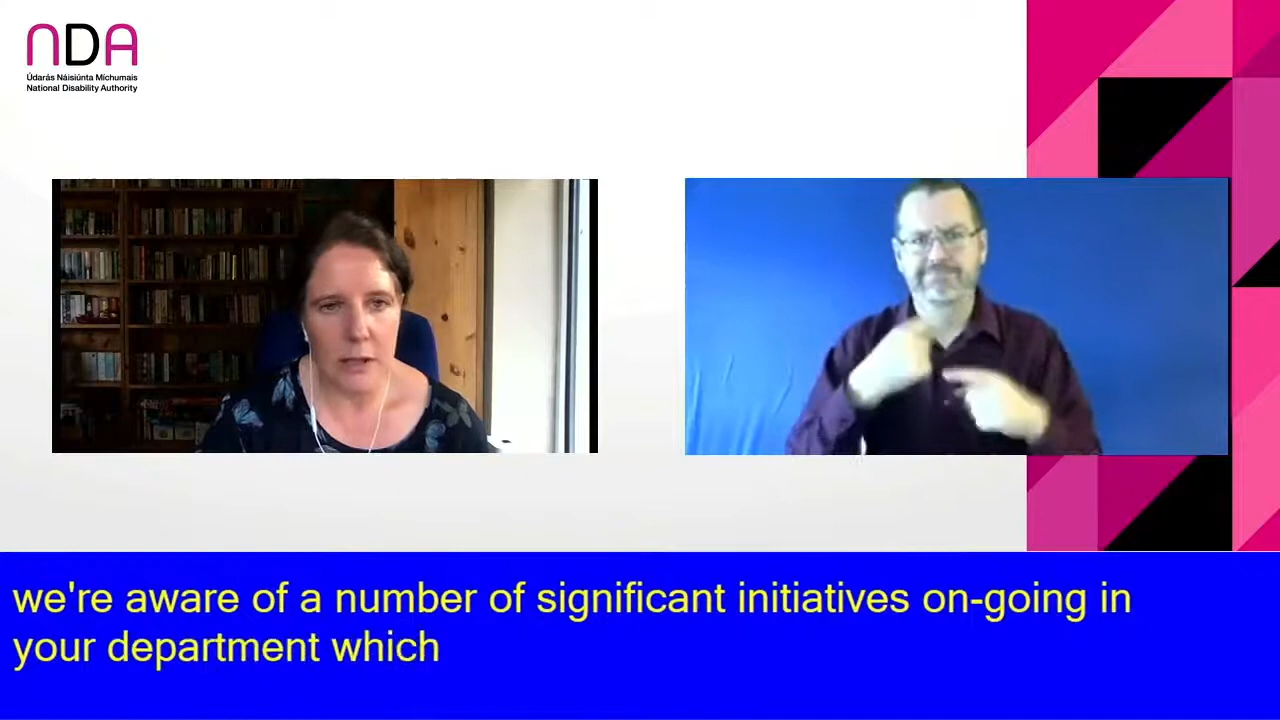 NDA
Údarás Náisiúnta Míchumais
National Disability Authority
we're aware of a number of significant initiatives on-going in
your department which